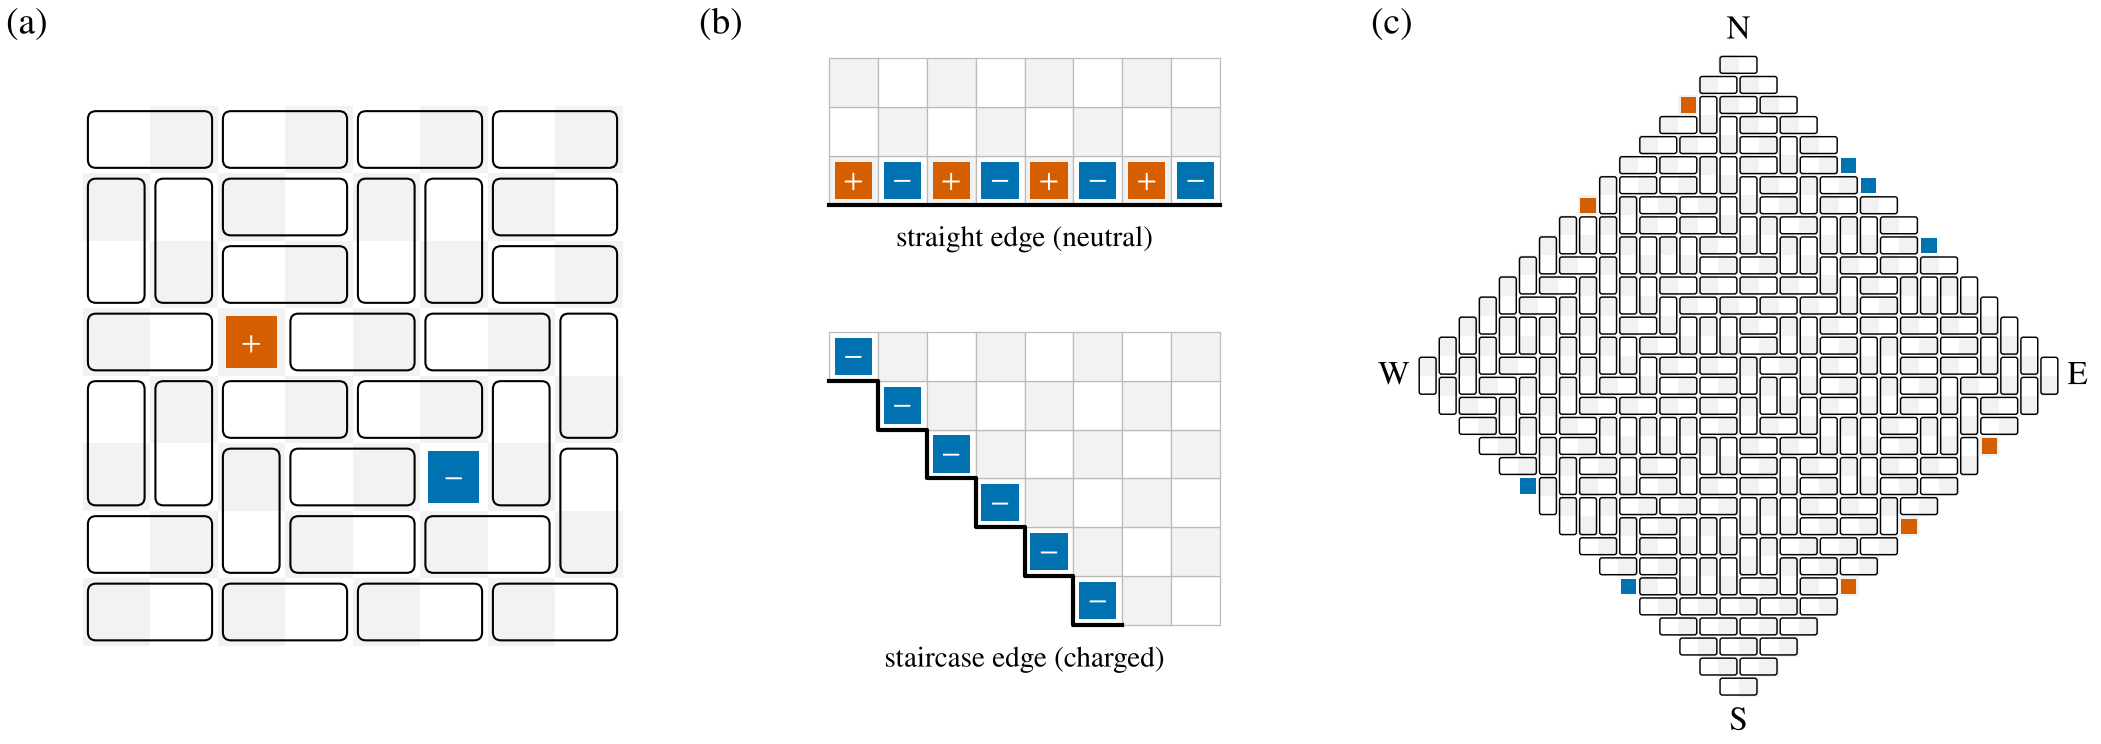 (a)
(b)
(c)
+
−
+ − + − + − + −
straight edge (neutral)
−
−
−
−
−
−
staircase edge (charged)
N
W
E
S